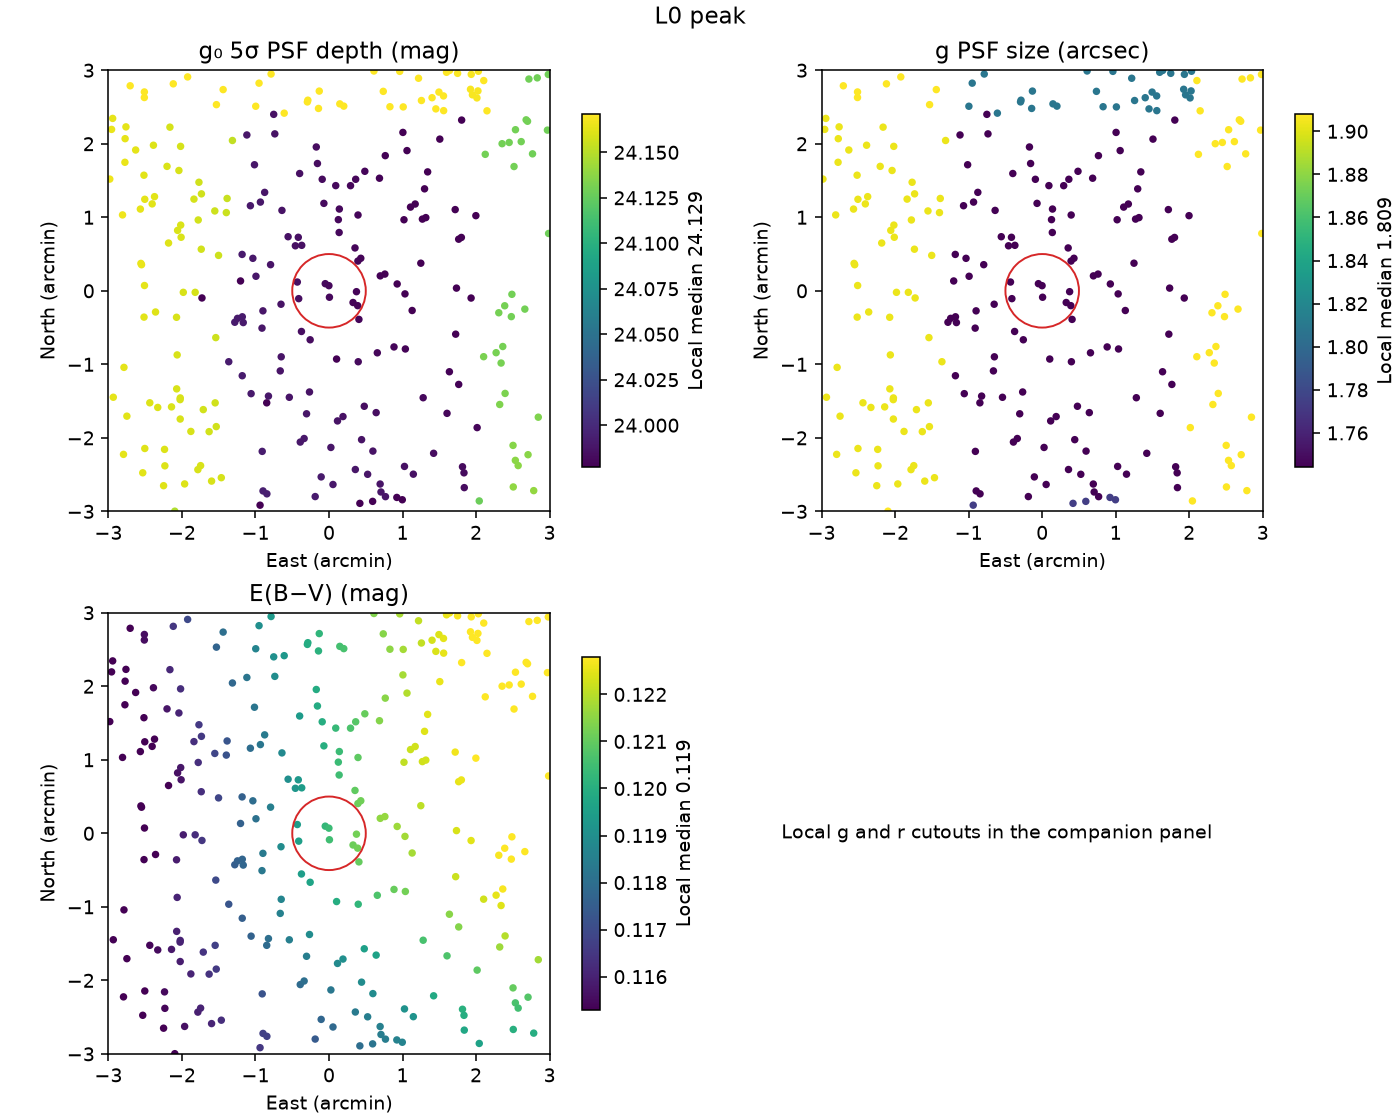 L0 peak
g₀ 5σ PSF depth (mag)
g PSF size (arcsec)
3
2
1
0
−1
−2
−3
−3 −2 −1 0 1 2 3
East (arcmin)
North (arcmin)
24.150
24.125
24.100
24.075
24.050
24.025
24.000
Local median 24.129
3
2
1
0
−1
−2
−3
−3 −2 −1 0 1 2 3
East (arcmin)
North (arcmin)
1.90
1.88
1.86
1.84
1.82
1.80
1.78
1.76
Local median 1.809
E(B−V) (mag)
3
2
1
0
−1
−2
−3
−3 −2 −1 0 1 2 3
East (arcmin)
North (arcmin)
0.122
0.121
0.120
0.119
0.118
0.117
0.116
Local median 0.119
Local g and r cutouts in the companion panel